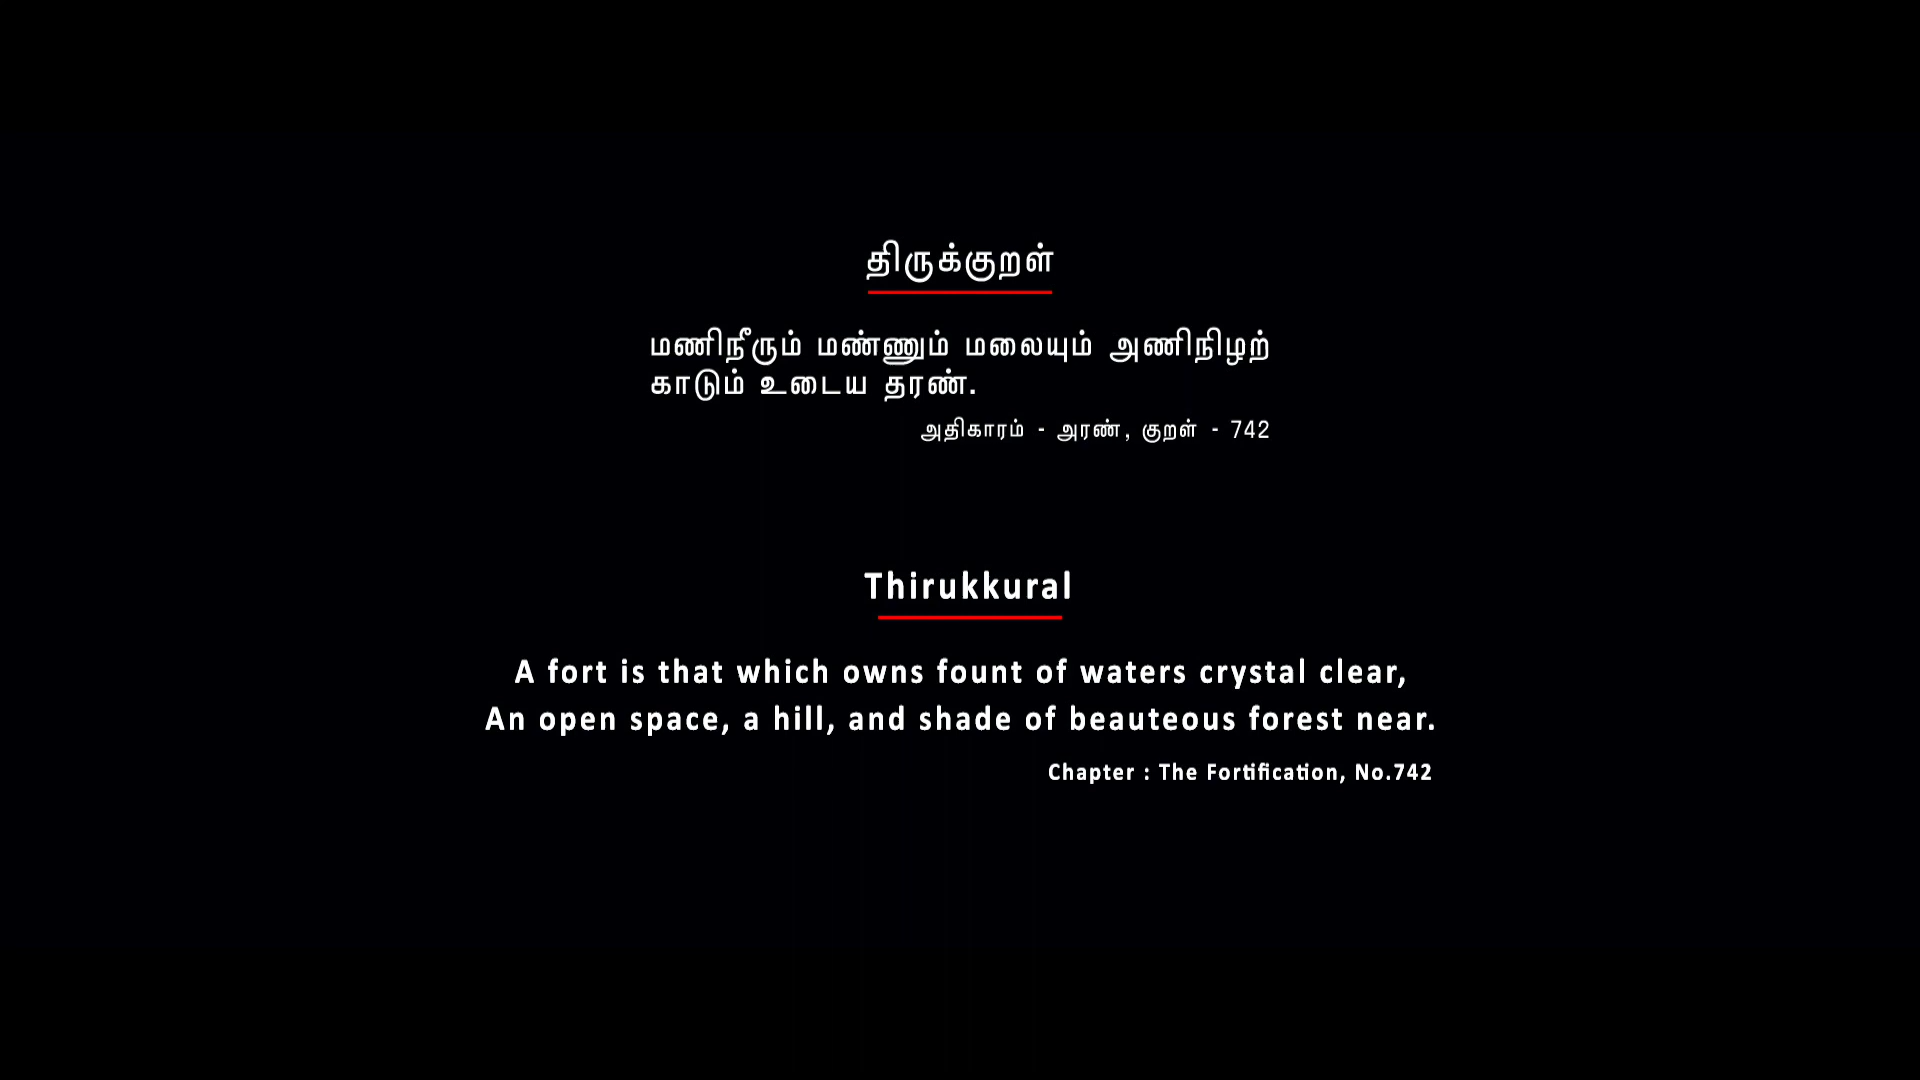 திருக்குறள்
மணிநீரும் மண்ணும் மலையும் அணிநிழற்
காடும் உடைய தரண்.
அதிகாரம் - அரண், குறள் - 742
Thirukkural
A fort is that which owns fount of waters crystal clear,
An open space, a hill, and shade of beauteous forest near.
Chapter : The Fortification, No.742